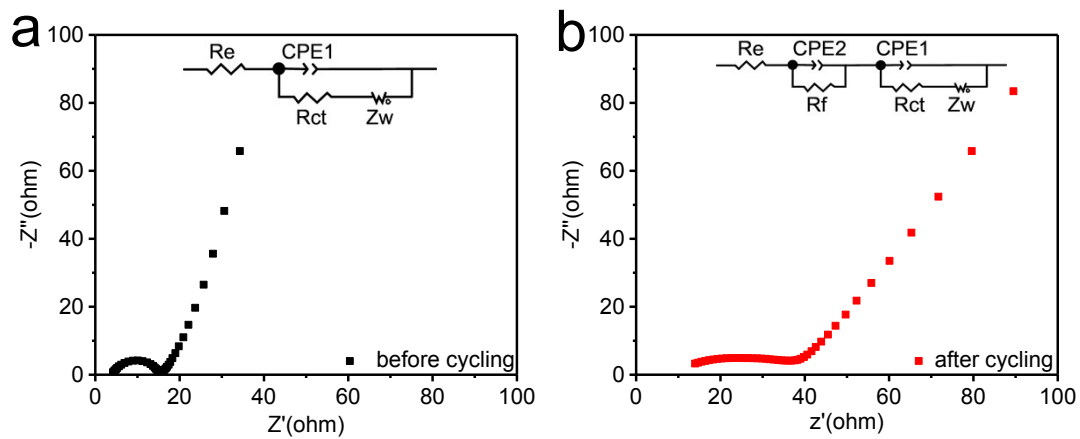 a
Re
CPE1
Rct
Zw
100
80
60
40
20
0
-Z"(ohm)
before cycling
0 20 40 60 80 100
Z'(ohm)
b
Re
CPE2
CPE1
Rf
Rct
Zw
100
80
60
40
20
0
-Z"(ohm)
after cycling
0 20 40 60 80 100
z'(ohm)